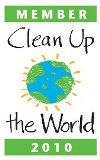 MEMBER
Clean Up
the World
2010